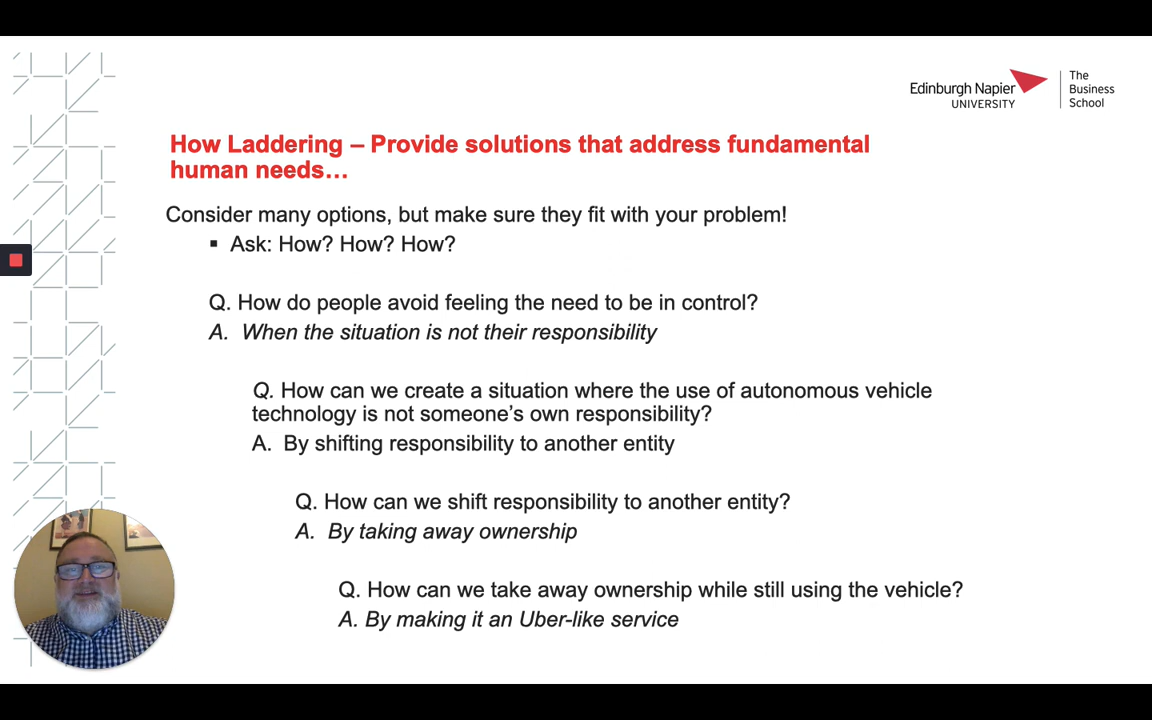 Edinburgh Napier
UNIVERSITY
The
Business
School
How Laddering – Provide solutions that address fundamental
human needs…
Consider many options, but make sure they fit with your problem!
▪ Ask: How? How? How?
Q. How do people avoid feeling the need to be in control?
A. When the situation is not their responsibility
Q. How can we create a situation where the use of autonomous vehicle
technology is not someone’s own responsibility?
A. By shifting responsibility to another entity
Q. How can we shift responsibility to another entity?
A. By taking away ownership
Q. How can we take away ownership while still using the vehicle?
A. By making it an Uber-like service